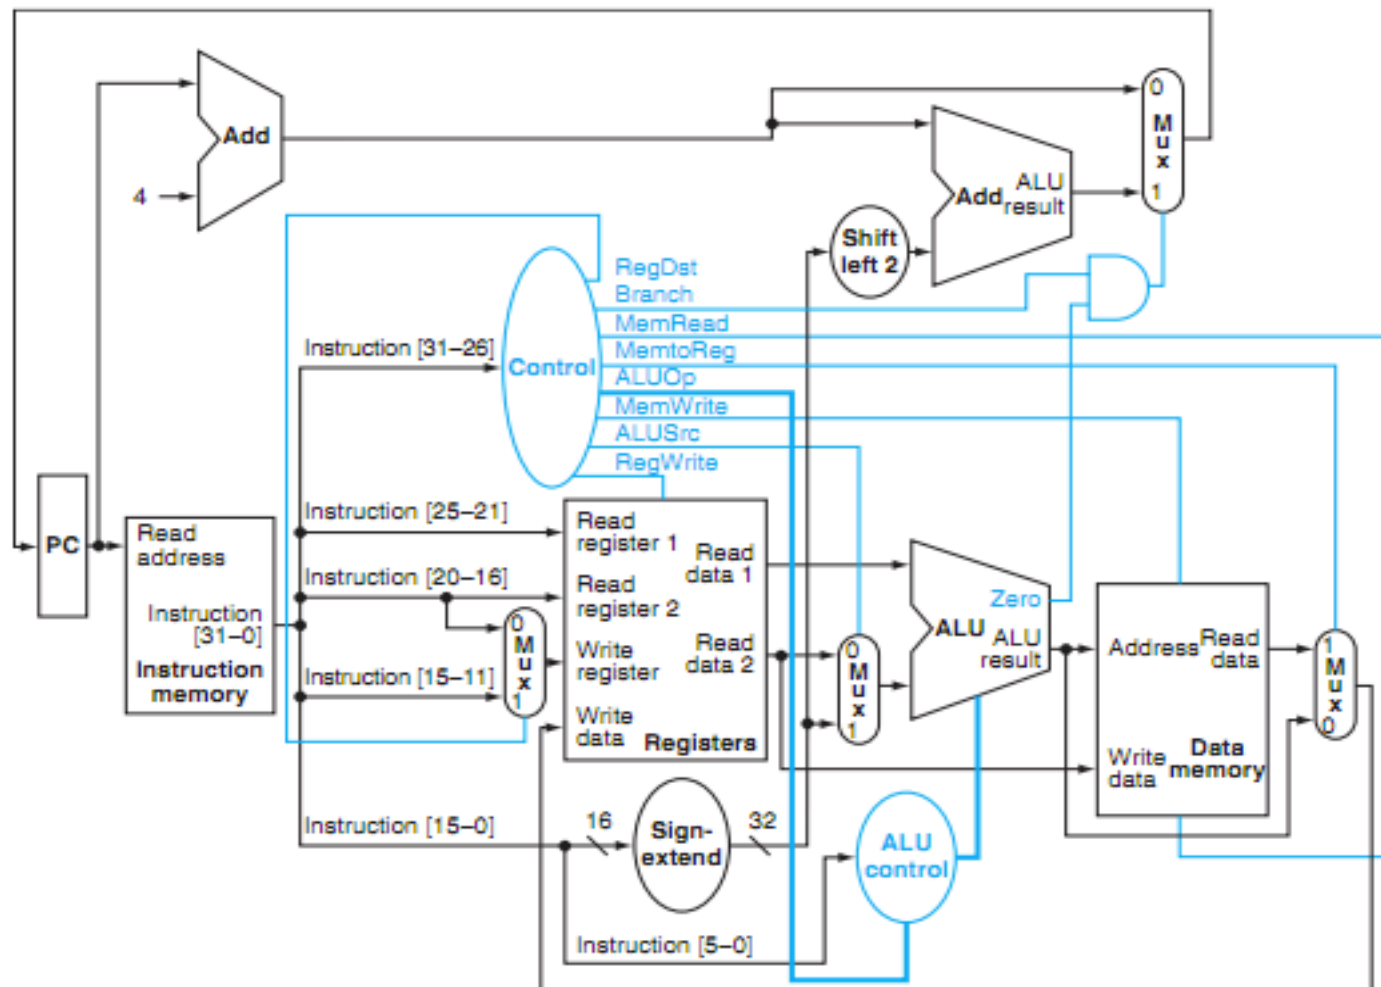 0
M
u
x
1
Add
4
Add
ALU
result
Shift
left 2
RegDst
Branch
MemRead
MemtoReg
ALUOp
MemWrite
ALUSrc
RegWrite
Control
Instruction [31–26]
Instruction [25–21]
Instruction [20–16]
Instruction [15–11]
Instruction [15–0]
Instruction [5–0]
PC
Read
address
Instruction
[31–0]
Instruction
memory
0
M
u
x
1
Read
register 1
Read
register 2
Write
register
Write
data
Read
data 1
Read
data 2
Registers
0
M
u
x
1
Zero
ALU
ALU
result
Address
Read
data
Write
data
Data
memory
1
M
u
x
0
16
Sign-
extend
32
ALU
control